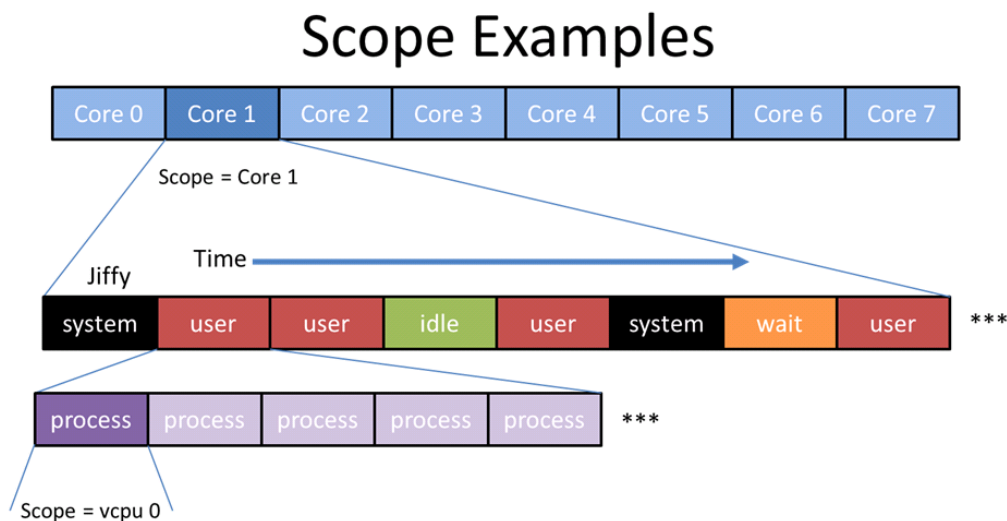 Scope Examples
Core 0 Core 1 Core 2 Core 3 Core 4 Core 5 Core 6 Core 7
Scope = Core 1
Time
Jiffy
system user user idle user system wait user ***
process process process process process ***
Scope = vcpu 0